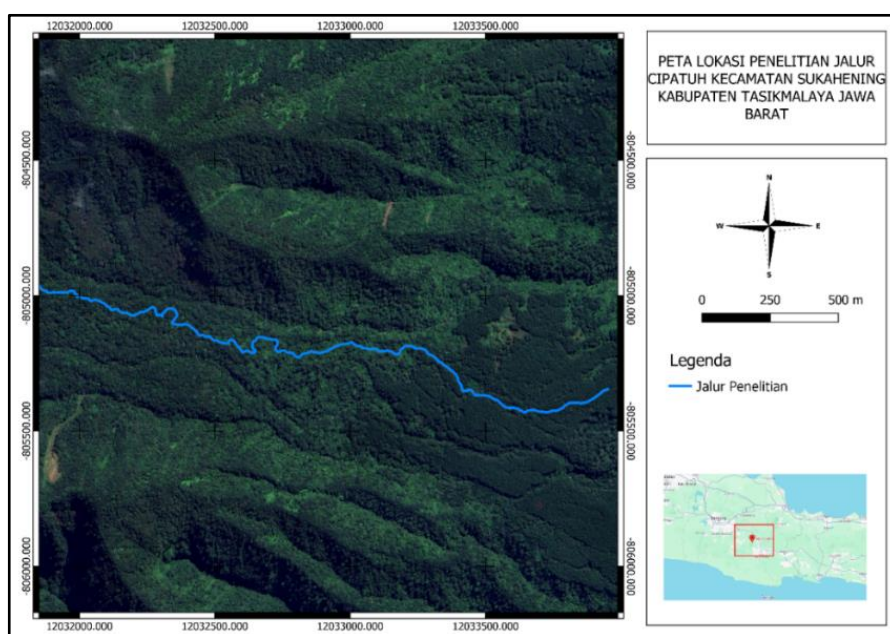 PETA LOKASI PENELITIAN JALUR
CIPATUH KECAMATAN SUKAHENING
KABUPATEN TASIKMALAYA JAWA
BARAT
12032000.000 12032500.000 12033000.000 12033500.000
-804500.000 -804500.000
-805000.000 -805000.000
-805500.000 -805500.000
-806000.000 -806000.000
12032000.000 12032500.000 12033000.000 12033500.000
N
W E
S
0 250 500 m
Legenda
Jalur Penelitian